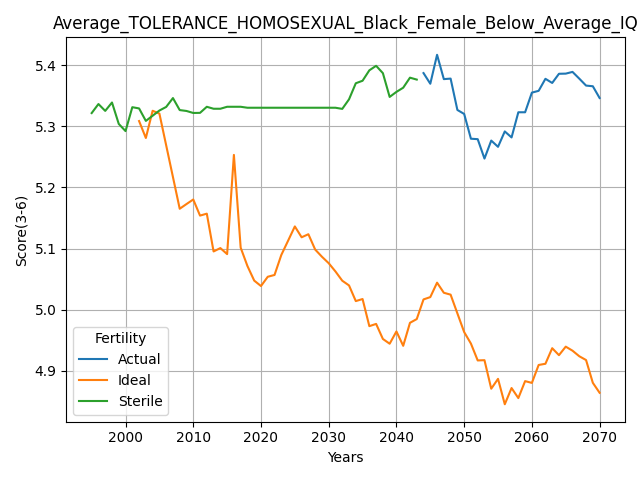 Average_TOLERANCE_HOMOSEXUAL_Black_Female_Below_Average_IQ
Score(3-6)
5.4
5.3
5.2
5.1
5.0
4.9
Fertility
Actual
Ideal
Sterile
2000 2010 2020 2030 2040 2050 2060 2070
Years